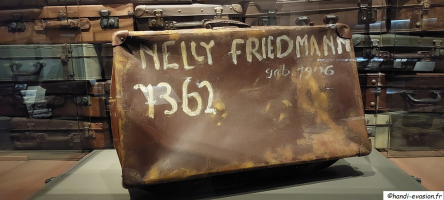 NELLY FRIEDMANN
geb. 1906
7362
©handi-evasion.fr